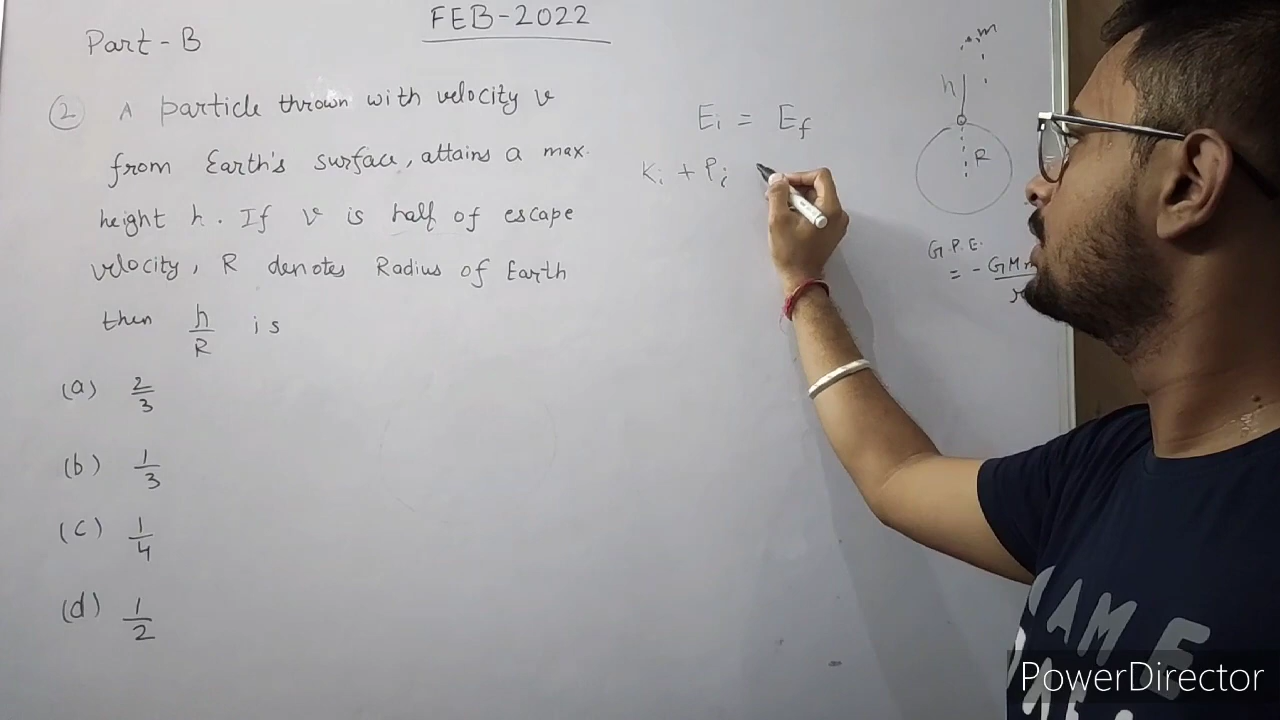 FEB-2022
Part-B
2 A particle thrown with velocity v
from Earth's surface, attains a max.
height h. If v is half of escape
velocity, R denotes Radius of Earth
then h/R is
(a) 2/3
(b) 1/3
(c) 1/4
(d) 1/2
Ei = Ef
Ki + Pi
m
h
R
G.P.E.
= - GMm/r
AME
PowerDirector